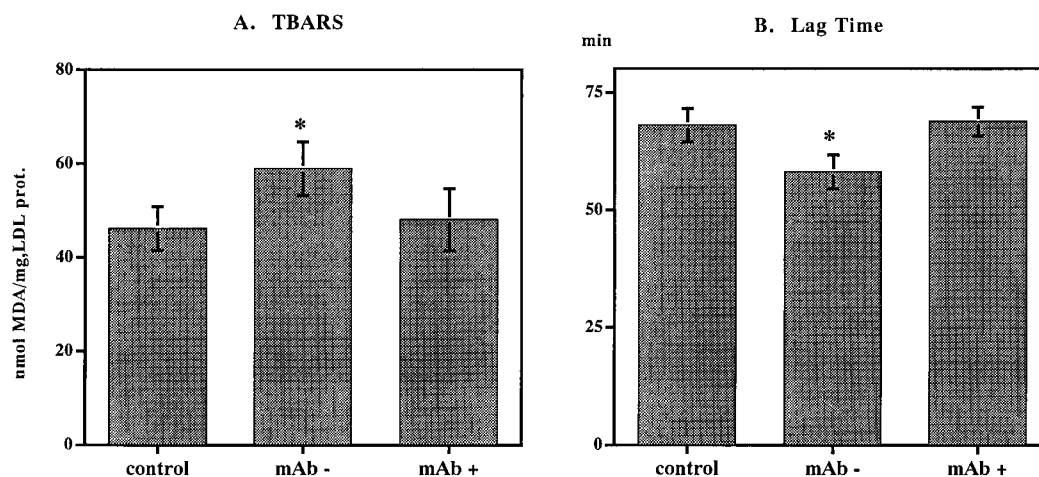 A. TBARS
80
60
40
20
0
nmol MDA/mg,LDL prot.
*
control
mAb -
mAb +
B. Lag Time
min
75
50
25
0
*
control
mAb -
mAb +